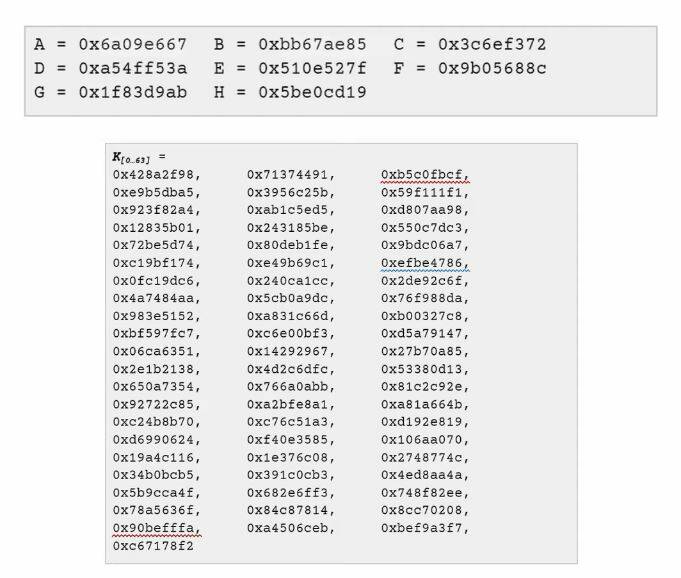 A = 0x6a09e667 B = 0xbb67ae85 C = 0x3c6ef372
D = 0xa54ff53a E = 0x510e527f F = 0x9b05688c
G = 0x1f83d9ab H = 0x5be0cd19
K[0..63] =
0x428a2f98, 0x71374491, 0xb5c0fbcf,
0xe9b5dba5, 0x3956c25b, 0x59f111f1,
0x923f82a4, 0xab1c5ed5, 0xd807aa98,
0x12835b01, 0x243185be, 0x550c7dc3,
0x72be5d74, 0x80deb1fe, 0x9bdc06a7,
0xc19bf174, 0xe49b69c1, 0xefbe4786,
0x0fc19dc6, 0x240ca1cc, 0x2de92c6f,
0x4a7484aa, 0x5cb0a9dc, 0x76f988da,
0x983e5152, 0xa831c66d, 0xb00327c8,
0xbf597fc7, 0xc6e00bf3, 0xd5a79147,
0x06ca6351, 0x14292967, 0x27b70a85,
0x2e1b2138, 0x4d2c6dfc, 0x53380d13,
0x650a7354, 0x766a0abb, 0x81c2c92e,
0x92722c85, 0xa2bfe8a1, 0xa81a664b,
0xc24b8b70, 0xc76c51a3, 0xd192e819,
0xd6990624, 0xf40e3585, 0x106aa070,
0x19a4c116, 0x1e376c08, 0x2748774c,
0x34b0bcb5, 0x391c0cb3, 0x4ed8aa4a,
0x5b9cca4f, 0x682e6ff3, 0x748f82ee,
0x78a5636f, 0x84c87814, 0x8cc70208,
0x90befffa, 0xa4506ceb, 0xbef9a3f7,
0xc67178f2